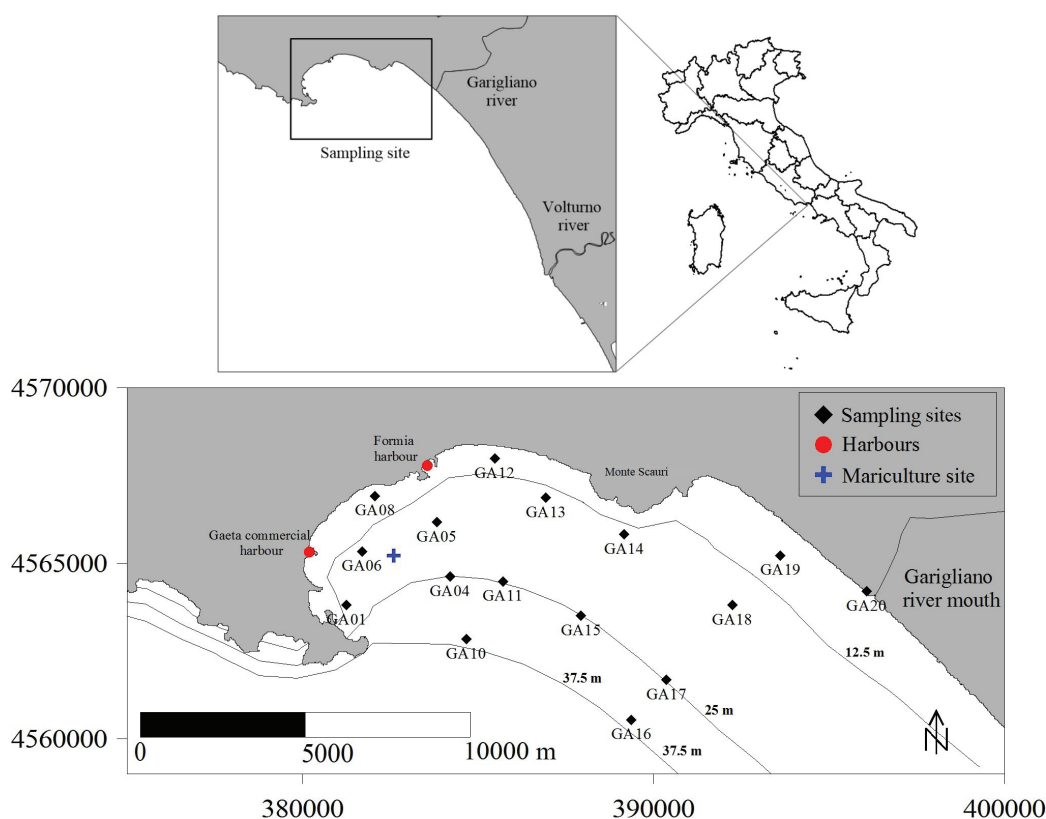 Garigliano
river
Sampling site
Volturno
river
4570000
4565000
4560000
Sampling sites
Harbours
Mariculture site
Formia
harbour
Monte Scauri
GA12
GA08
GA13
GA05
Gaeta commercial
harbour
GA06
GA14
GA19
GA04
GA11
GA20
Garigliano
river mouth
GA01
GA18
GA15
GA10
12.5 m
37.5 m
GA17
25 m
GA16
37.5 m
N
0
5000
10000 m
380000
390000
400000